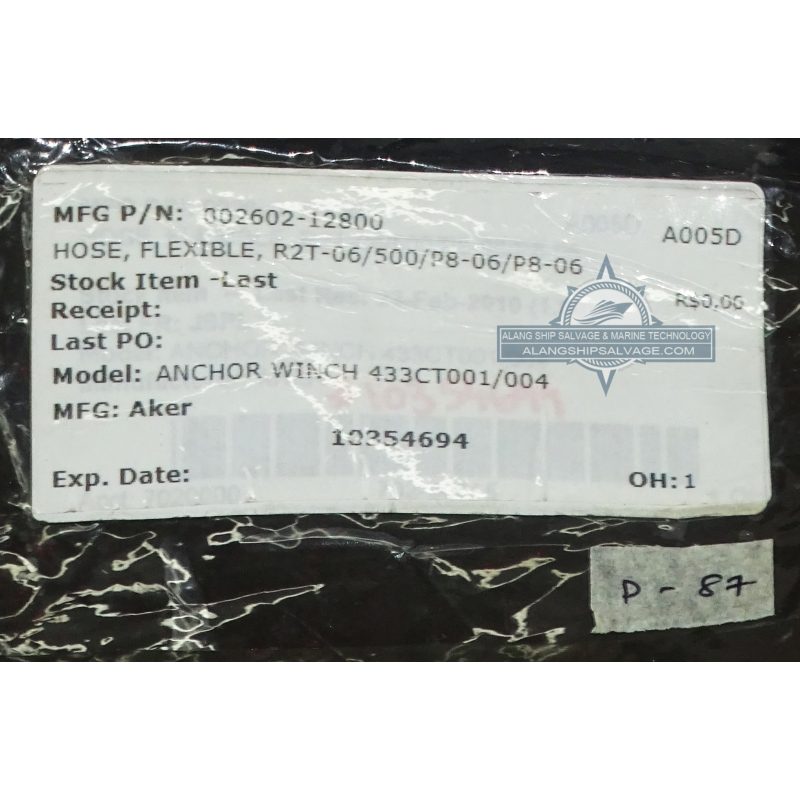 MFG P/N: 002602-12800
A005D
HOSE, FLEXIBLE, R2T-06/500/P8-06/P8-06
Stock Item -Last
R$0.00
Receipt:
ALANG SHIP SALVAGE & MARINE TECHNOLOGY
ALANGSHIPSALVAGE.COM
Last PO:
Model: ANCHOR WINCH 433CT001/004
MFG: Aker
10354694
Exp. Date:
OH: 1
D - 87